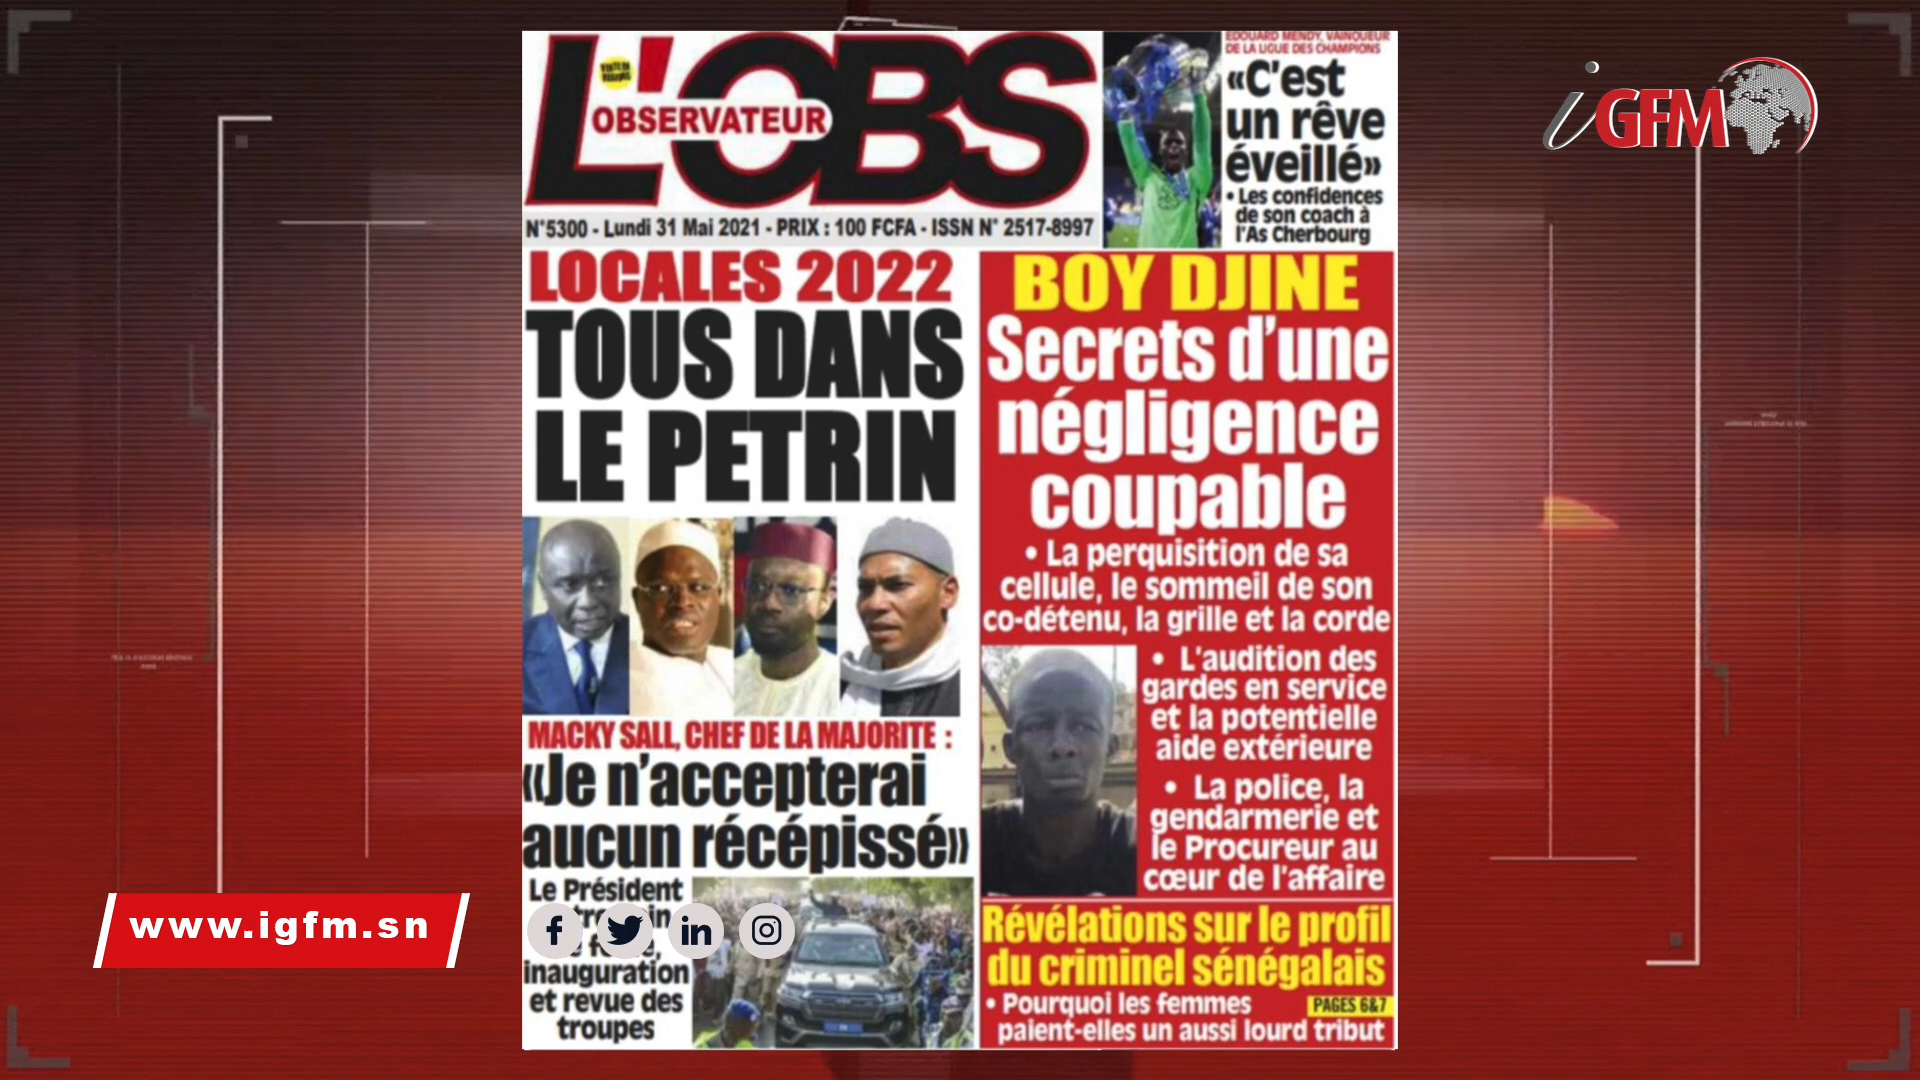 L'OBS
OBSERVATEUR
N°5300 - Lundi 31 Mai 2021 - PRIX : 100 FCFA - ISSN N° 2517-8997
EDOUARD MENDY, VAINQUEUR
DE LA LIGUE DES CHAMPIONS
«C'est
un rêve
éveillé»
• Les confidences
de son coach à
l'As Cherbourg
iGFM
LOCALES 2022
TOUS DANS
LE PETRIN
MACKY SALL, CHEF DE LA MAJORITE :
«Je n'accepterai
aucun récépissé»
Le Président
inauguration
et revue des
troupes
BOY DJINE
Secrets d'une
négligence
coupable
• La perquisition de sa
cellule, le sommeil de son
co-détenu, la grille et la corde
• L'audition des
gardes en service
et la potentielle
aide extérieure
• La police, la
gendarmerie et
le Procureur au
cœur de l'affaire
Révélations sur le profil
du criminel sénégalais
• Pourquoi les femmes
PAGES 6&7
paient-elles un aussi lourd tribut
www.igfm.sn